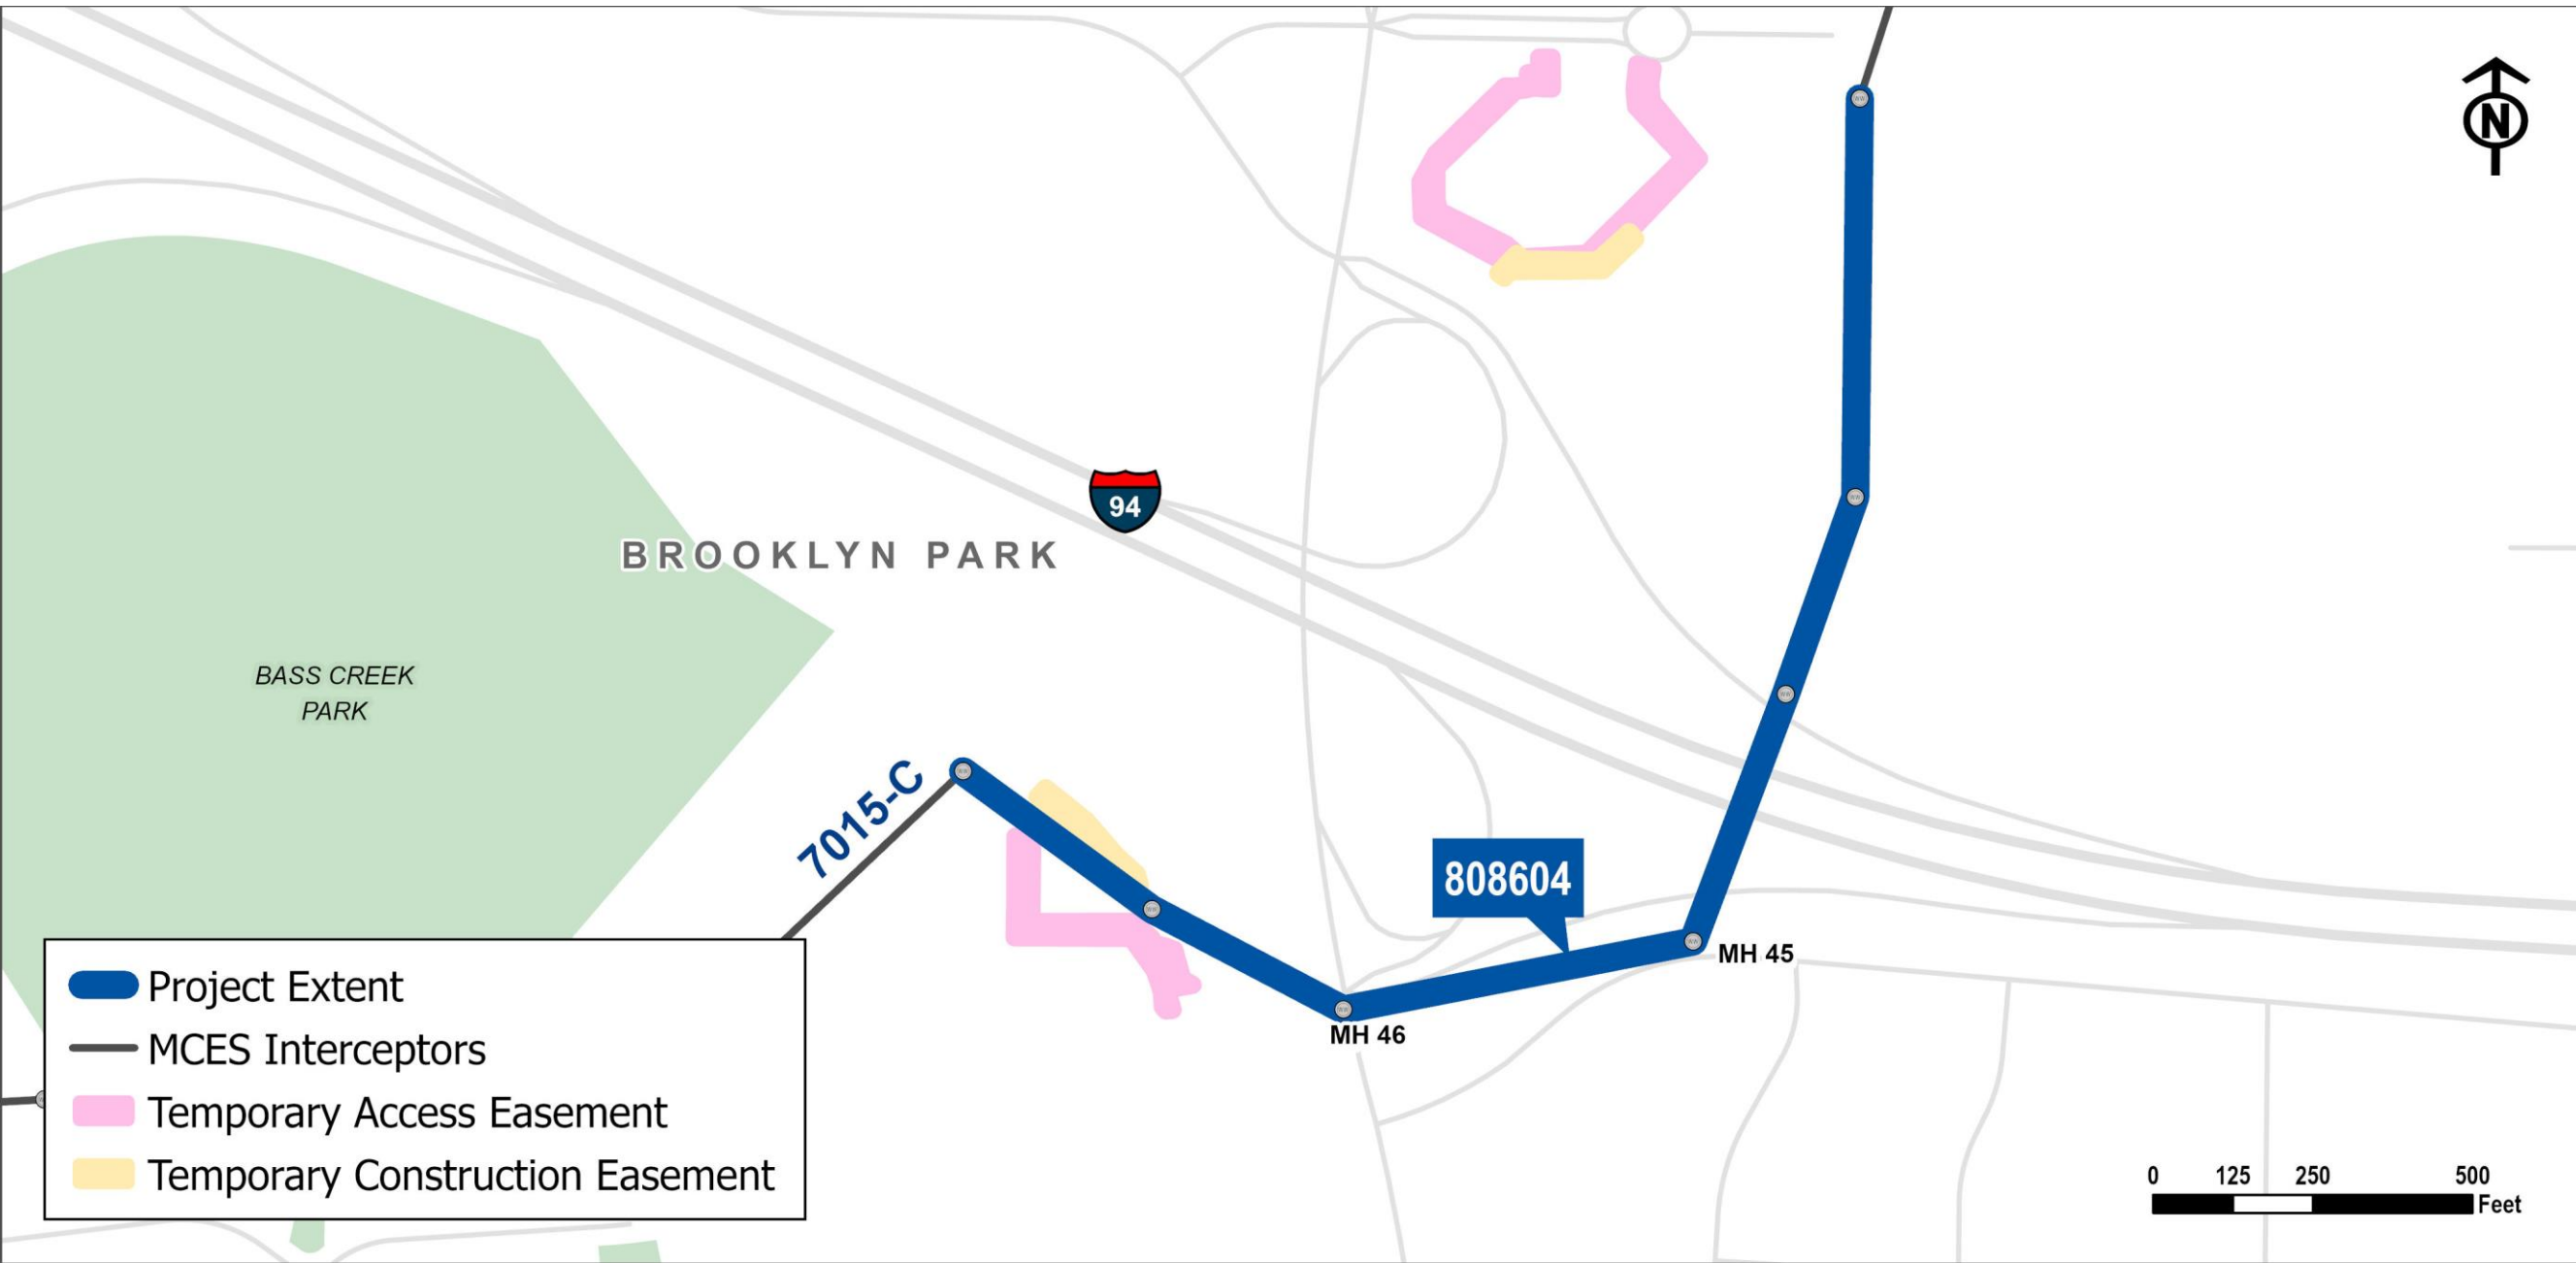 N
94
BROOKLYN PARK
BASS CREEK
PARK
7015-C
808604
MH 45
MH 46
Project Extent
MCES Interceptors
Temporary Access Easement
Temporary Construction Easement
0 125 250 500
Feet